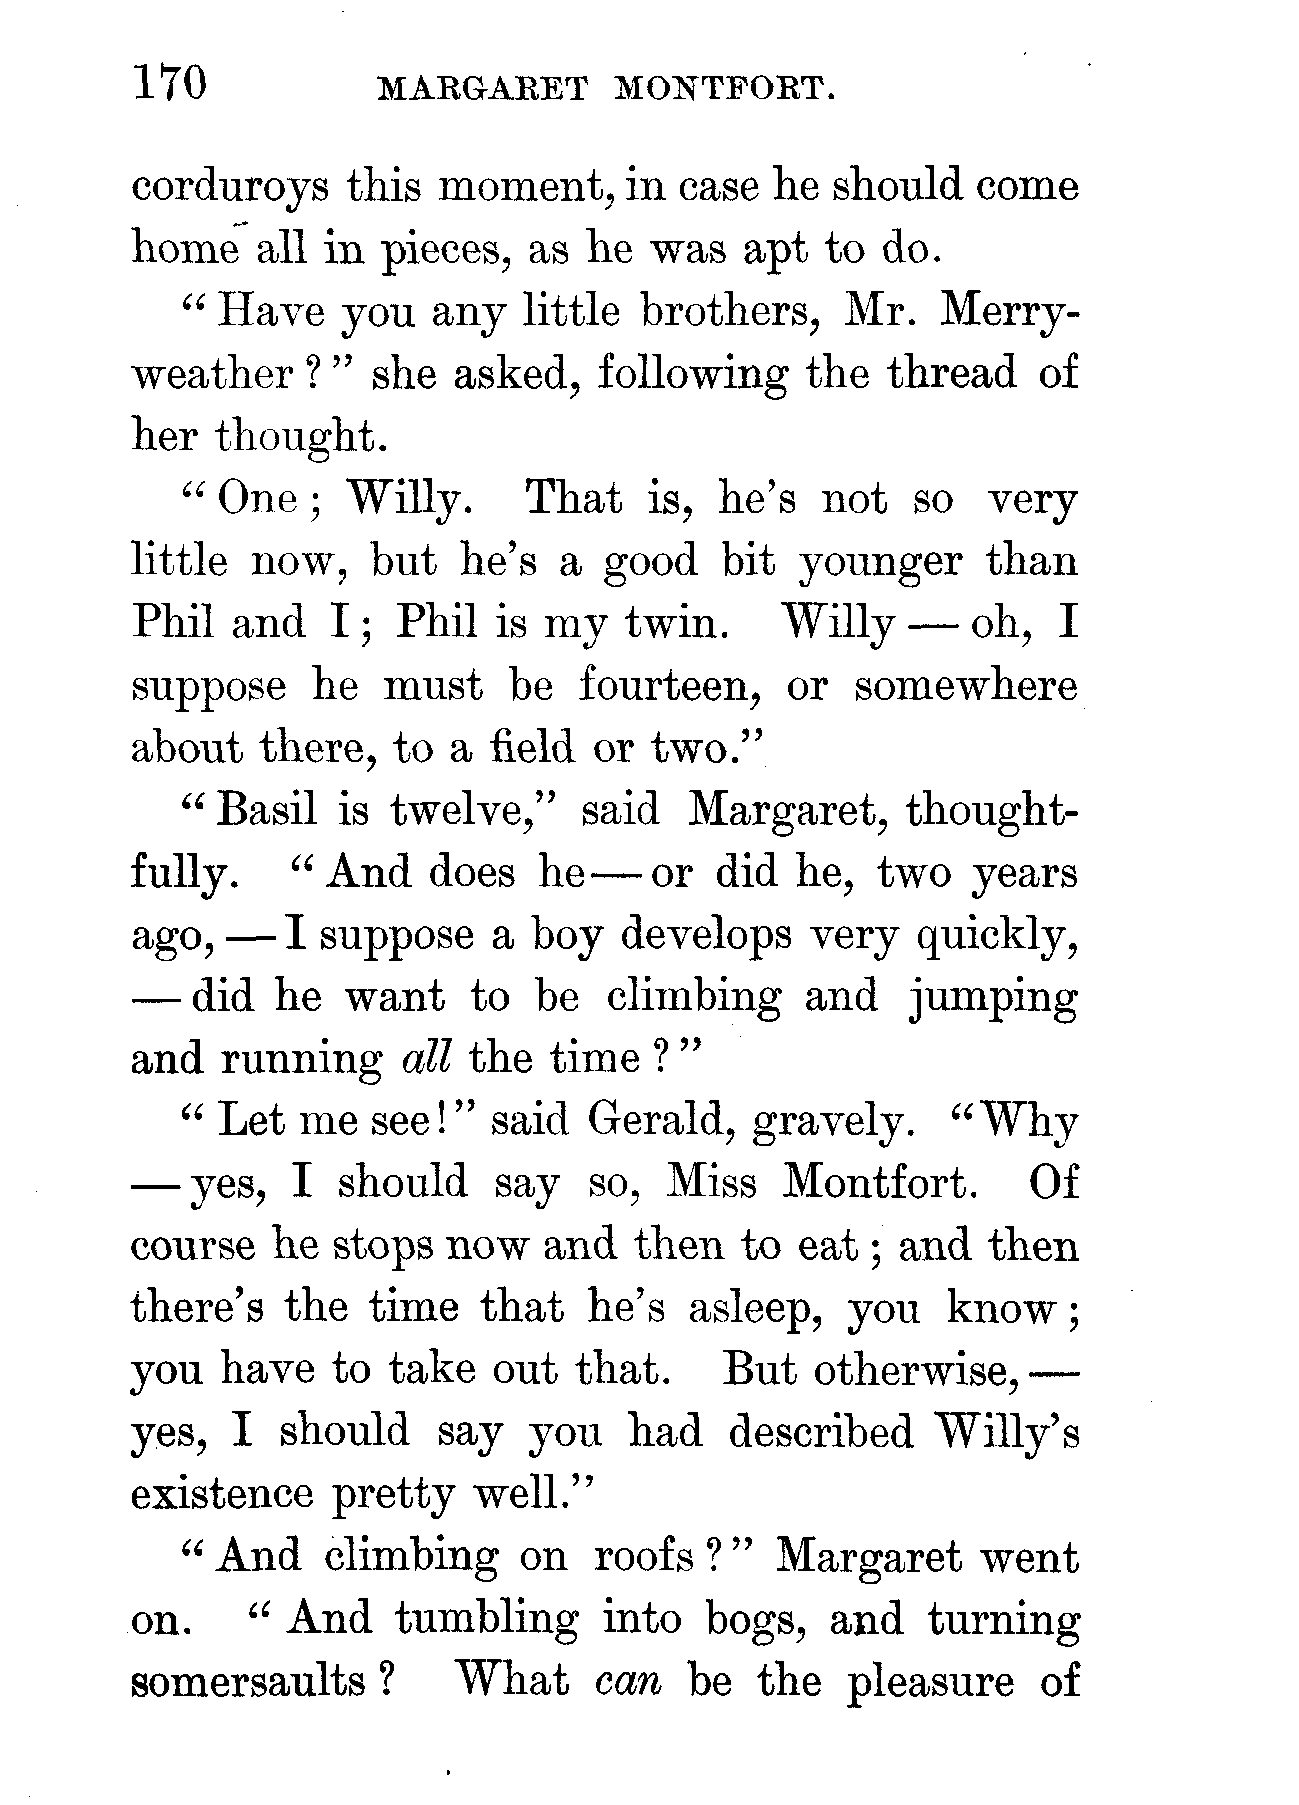 170 MARGARET MONTFORT.
corduroys this moment, in case he should come
home all in pieces, as he was apt to do.
“Have you any little brothers, Mr. Merry-
weather?” she asked, following the thread of
her thought.
“One; Willy. That is, he’s not so very
little now, but he’s a good bit younger than
Phil and I; Phil is my twin. Willy — oh, I
suppose he must be fourteen, or somewhere
about there, to a field or two.”
“Basil is twelve,” said Margaret, thought-
fully. “And does he — or did he, two years
ago, — I suppose a boy develops very quickly,
— did he want to be climbing and jumping
and running all the time?”
“Let me see!” said Gerald, gravely. “Why
— yes, I should say so, Miss Montfort. Of
course he stops now and then to eat; and then
there’s the time that he’s asleep, you know;
you have to take out that. But otherwise, —
yes, I should say you had described Willy’s
existence pretty well.”
“And climbing on roofs?” Margaret went
on. “And tumbling into bogs, and turning
somersaults? What can be the pleasure of